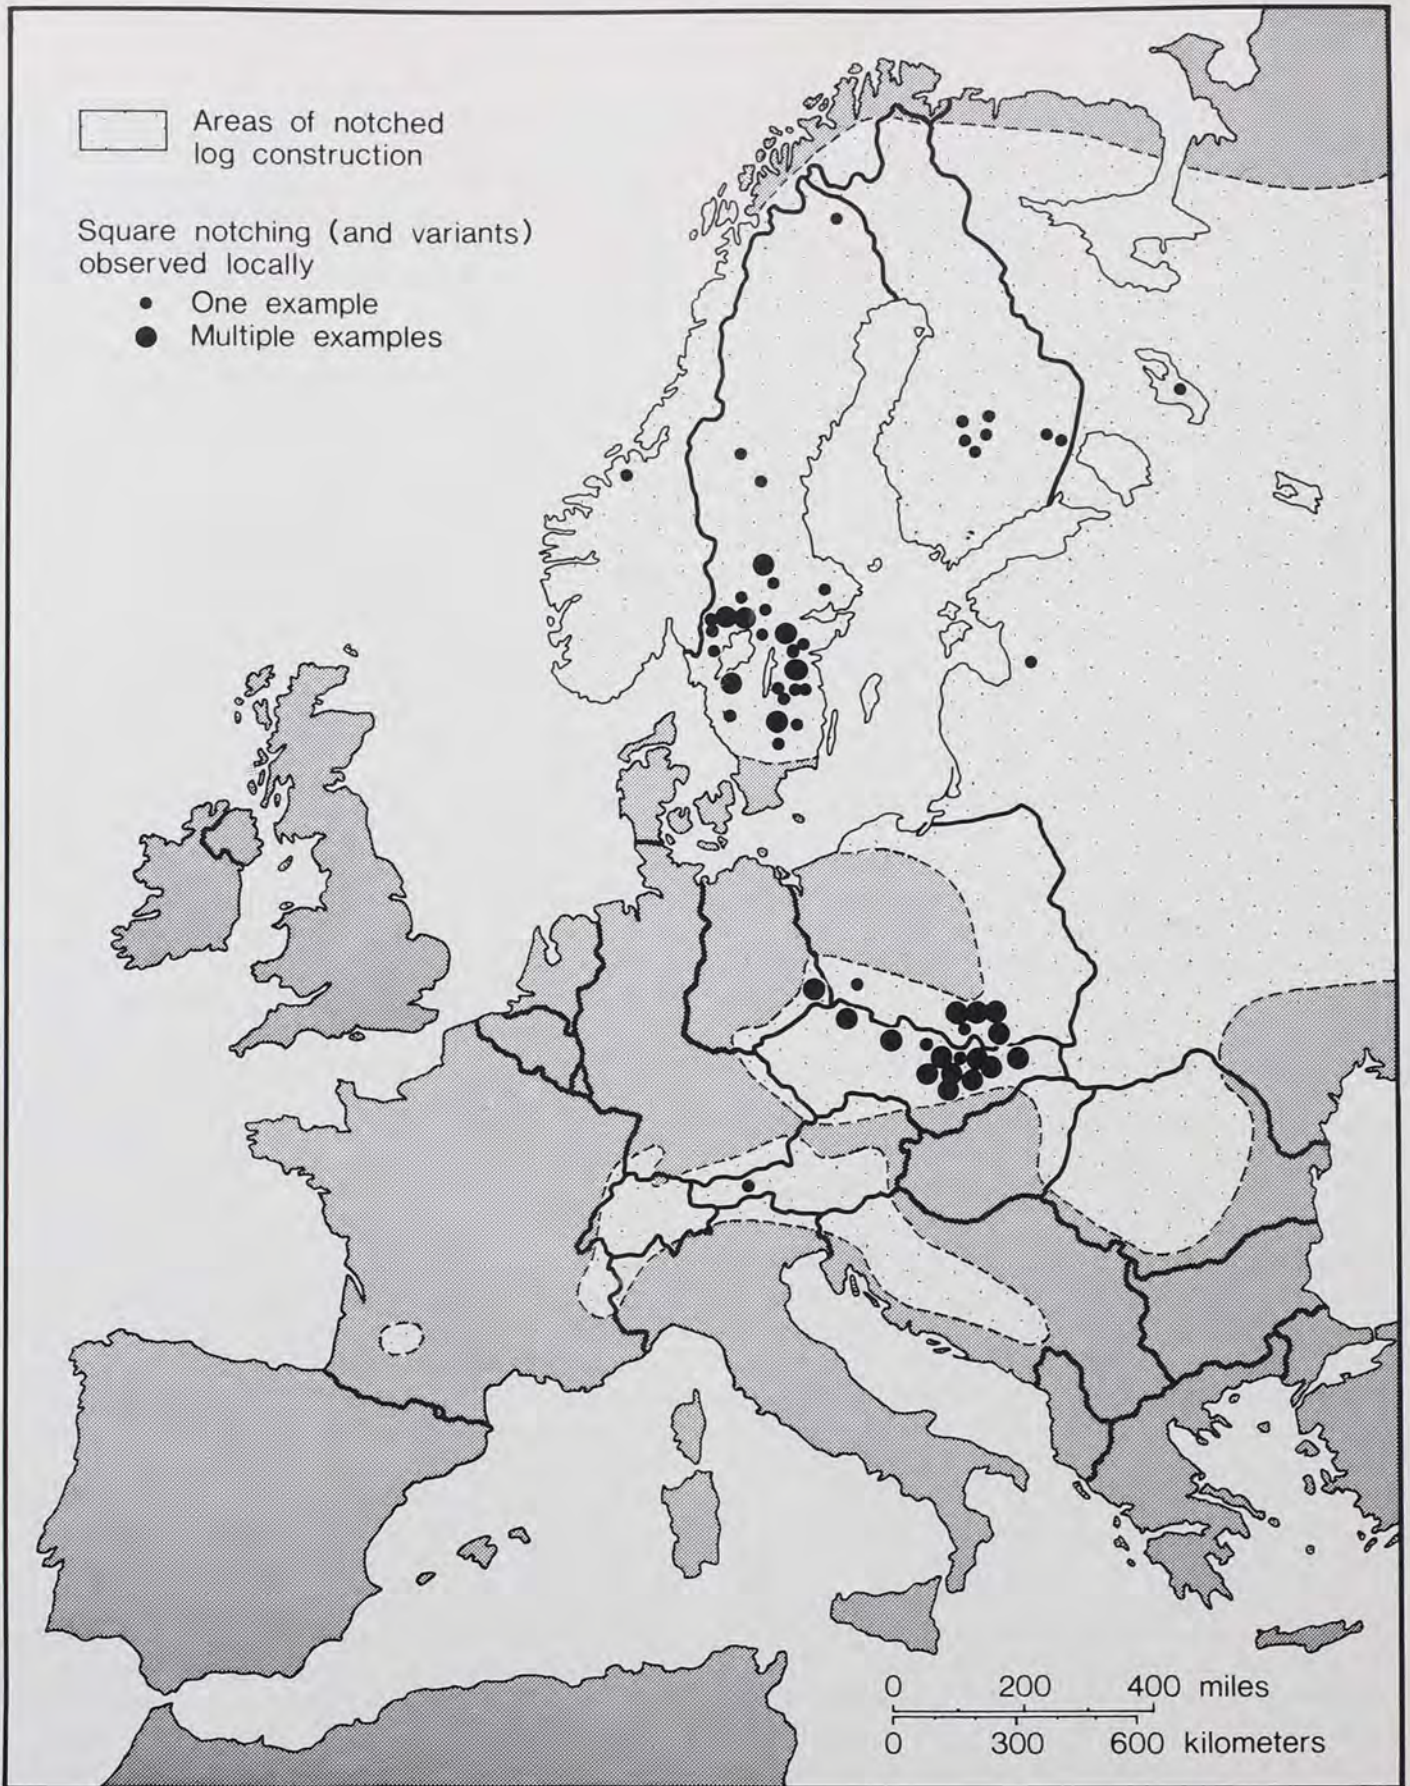 Areas of notched
log construction
Square notching (and variants)
observed locally
One example
Multiple examples
0 200 400 miles
0 300 600 kilometers